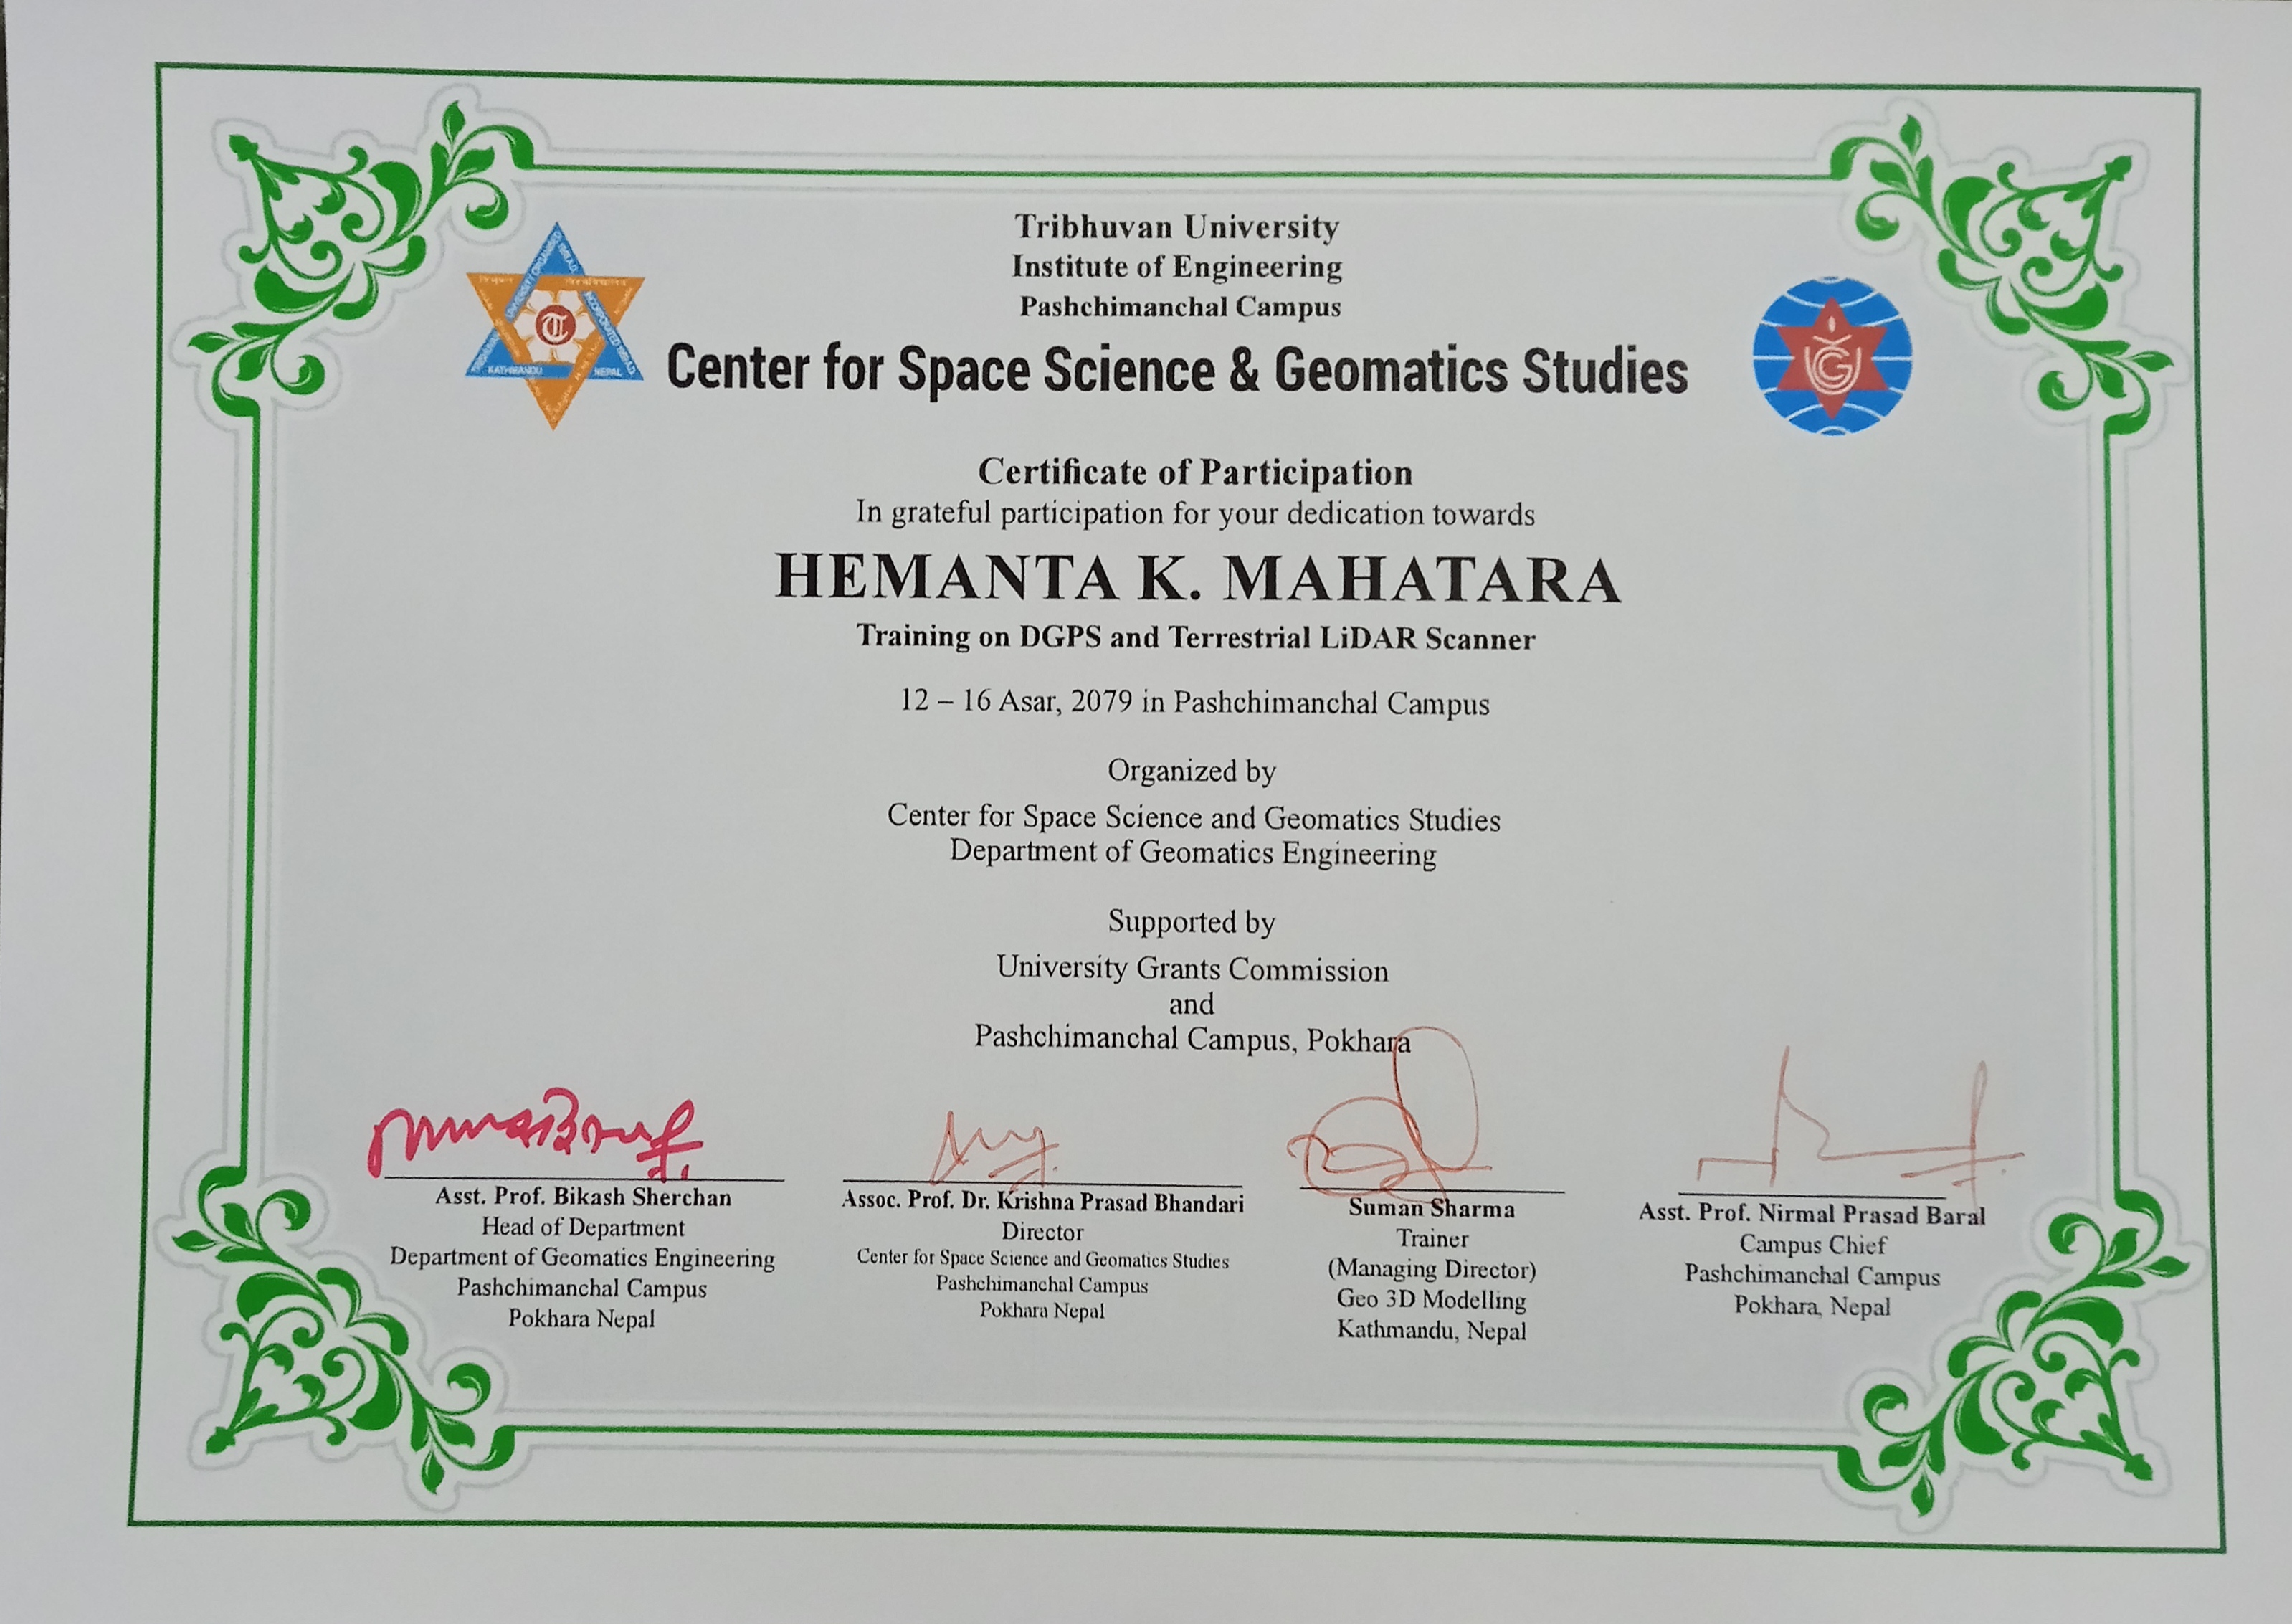 Tribhuvan University
Institute of Engineering
Pashchimanchal Campus
Center for Space Science & Geomatics Studies
KATHMANDU
NEPAL
Certificate of Participation
In grateful participation for your dedication towards
HEMANTA K. MAHATARA
Training on DGPS and Terrestrial LiDAR Scanner
12 – 16 Asar, 2079 in Pashchimanchal Campus
Organized by
Center for Space Science and Geomatics Studies
Department of Geomatics Engineering
Supported by
University Grants Commission
and
Pashchimanchal Campus, Pokhara
Asst. Prof. Bikash Sherchan
Head of Department
Department of Geomatics Engineering
Pashchimanchal Campus
Pokhara Nepal
Assoc. Prof. Dr. Krishna Prasad Bhandari
Director
Center for Space Science and Geomatics Studies
Pashchimanchal Campus
Pokhara Nepal
Suman Sharma
Trainer
(Managing Director)
Geo 3D Modelling
Kathmandu, Nepal
Asst. Prof. Nirmal Prasad Baral
Campus Chief
Pashchimanchal Campus
Pokhara, Nepal